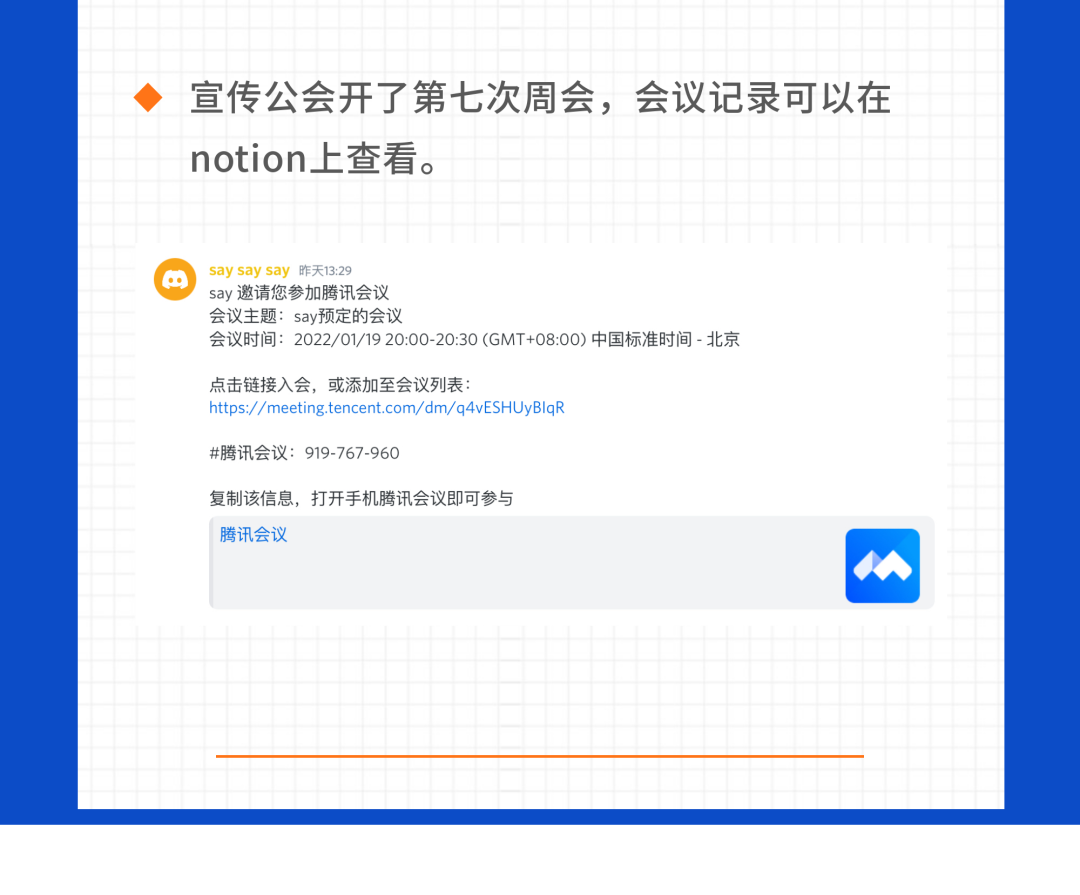 宣传公会开了第七次周会，会议记录可以在
notion上查看。
say say say 昨天13:29
say 邀请您参加腾讯会议
会议主题：say预定的会议
会议时间：2022/01/19 20:00-20:30 (GMT+08:00) 中国标准时间 - 北京
点击链接入会，或添加至会议列表：
https://meeting.tencent.com/dm/q4vESHUyBIqR
#腾讯会议：919-767-960
复制该信息，打开手机腾讯会议即可参与
腾讯会议